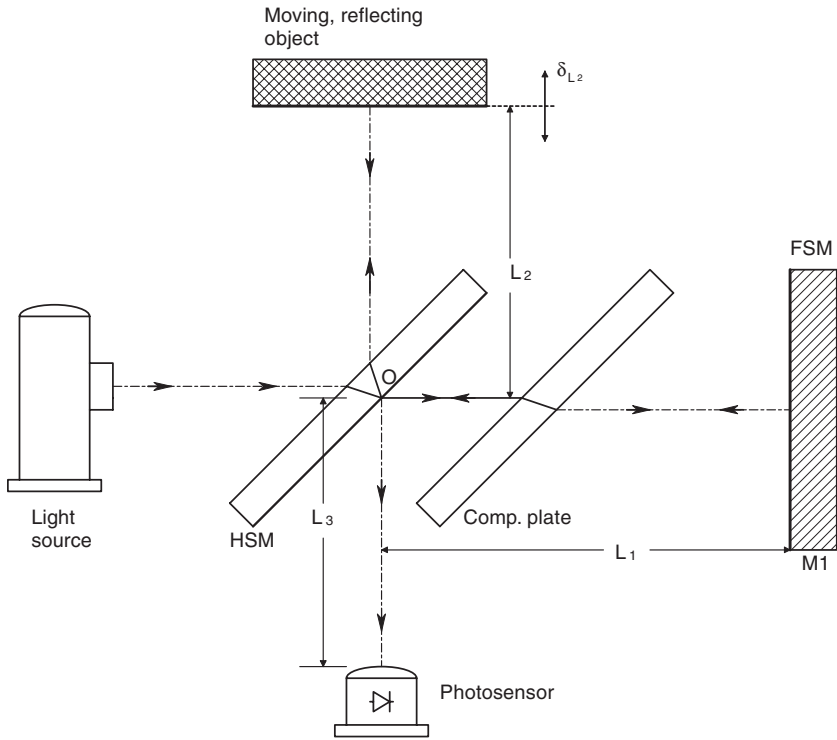 Moving, reflecting
object
δL2
FSM
L2
O
Light
source
HSM
L3
Comp. plate
L1
M1
Photosensor